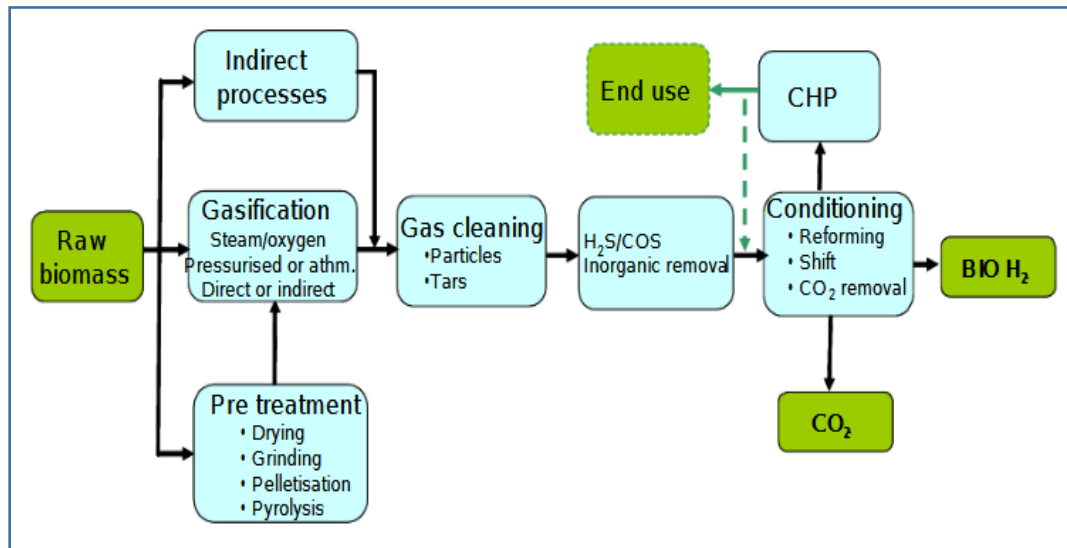 Indirect
processes
End use
CHP
Raw
biomass
Gasification
Steam/oxygen
Pressurised or athm.
Direct or indirect
Gas cleaning
• Particles
• Tars
H₂S/COS
Inorganic removal
Conditioning
• Reforming
• Shift
• CO₂ removal
BIO H₂
Pre treatment
• Drying
• Grinding
• Pelletisation
• Pyrolysis
CO₂